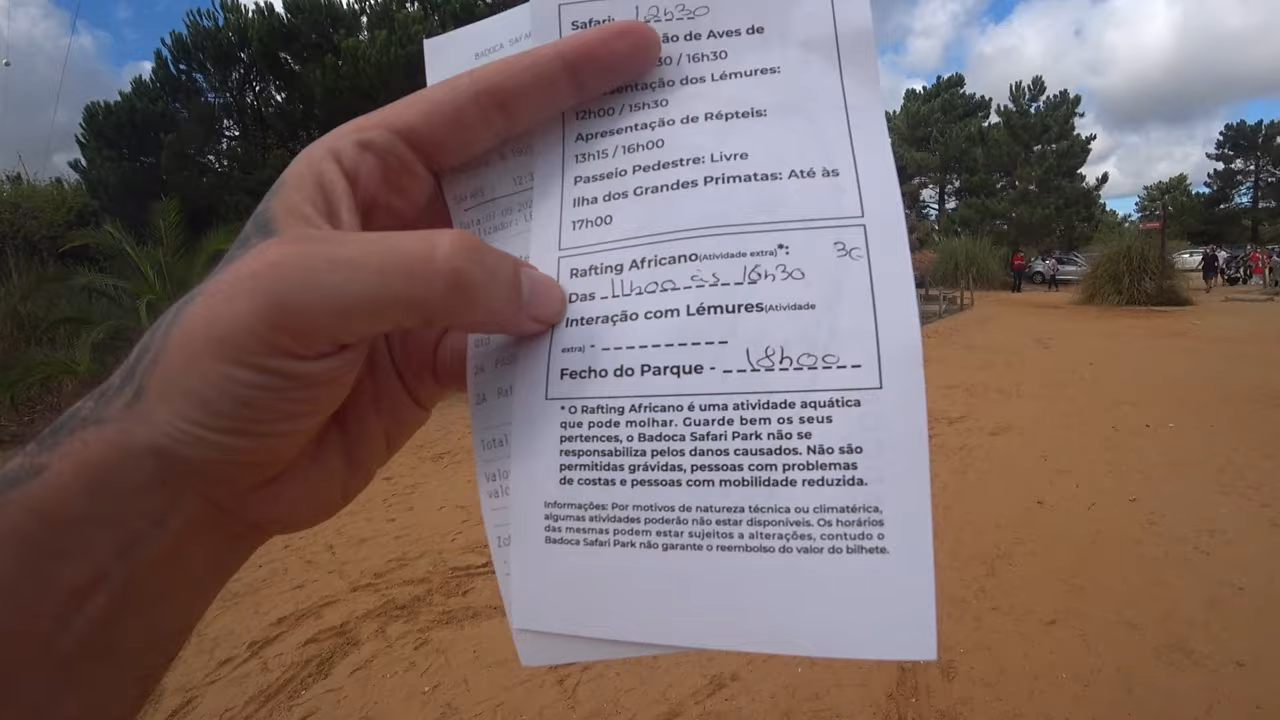 BADOCA SAFA
Safari: 12h30
ão de Aves de
30 / 16h30
sentação dos Lémures:
12h00 / 15h30
Apresentação de Répteis:
13h15 / 16h00
Passeio Pedestre: Livre
Ilha dos Grandes Primatas: Até às
17h00
Rafting Africano(Atividade extra)*:
Das 11h00 às 16h30
Interação com Lémures(Atividade
extra) - ----------
Fecho do Parque - 18h00
* O Rafting Africano é uma atividade aquática
que pode molhar. Guarde bem os seus
pertences, o Badoca Safari Park não se
responsabiliza pelos danos causados. Não são
permitidas grávidas, pessoas com problemas
de costas e pessoas com mobilidade reduzida.
Informações: Por motivos de natureza técnica ou climatérica,
algumas atividades poderão não estar disponíveis. Os horários
das mesmas podem estar sujeitos a alterações, contudo o
Badoca Safari Park não garante o reembolso do valor do bilhete.
Total